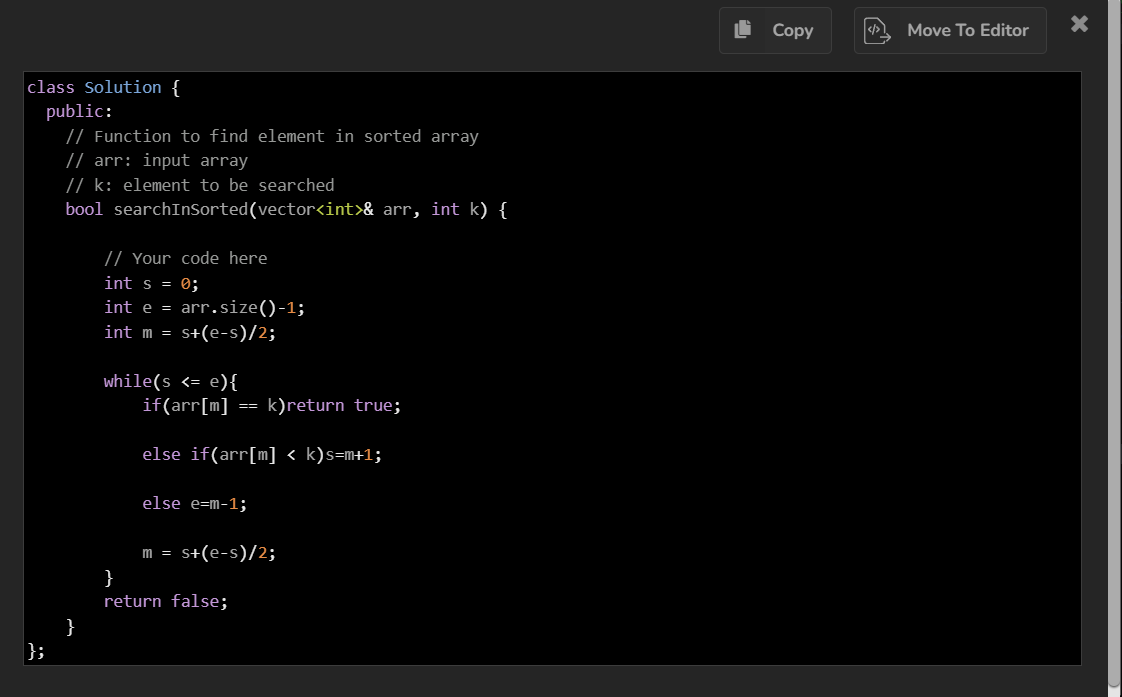 Copy
Move To Editor
class Solution {
  public:
    // Function to find element in sorted array
    // arr: input array
    // k: element to be searched
    bool searchInSorted(vector<int>& arr, int k) {

        // Your code here
        int s = 0;
        int e = arr.size()-1;
        int m = s+(e-s)/2;

        while(s <= e){
            if(arr[m] == k)return true;

            else if(arr[m] < k)s=m+1;

            else e=m-1;

            m = s+(e-s)/2;
        }
        return false;
    }
};